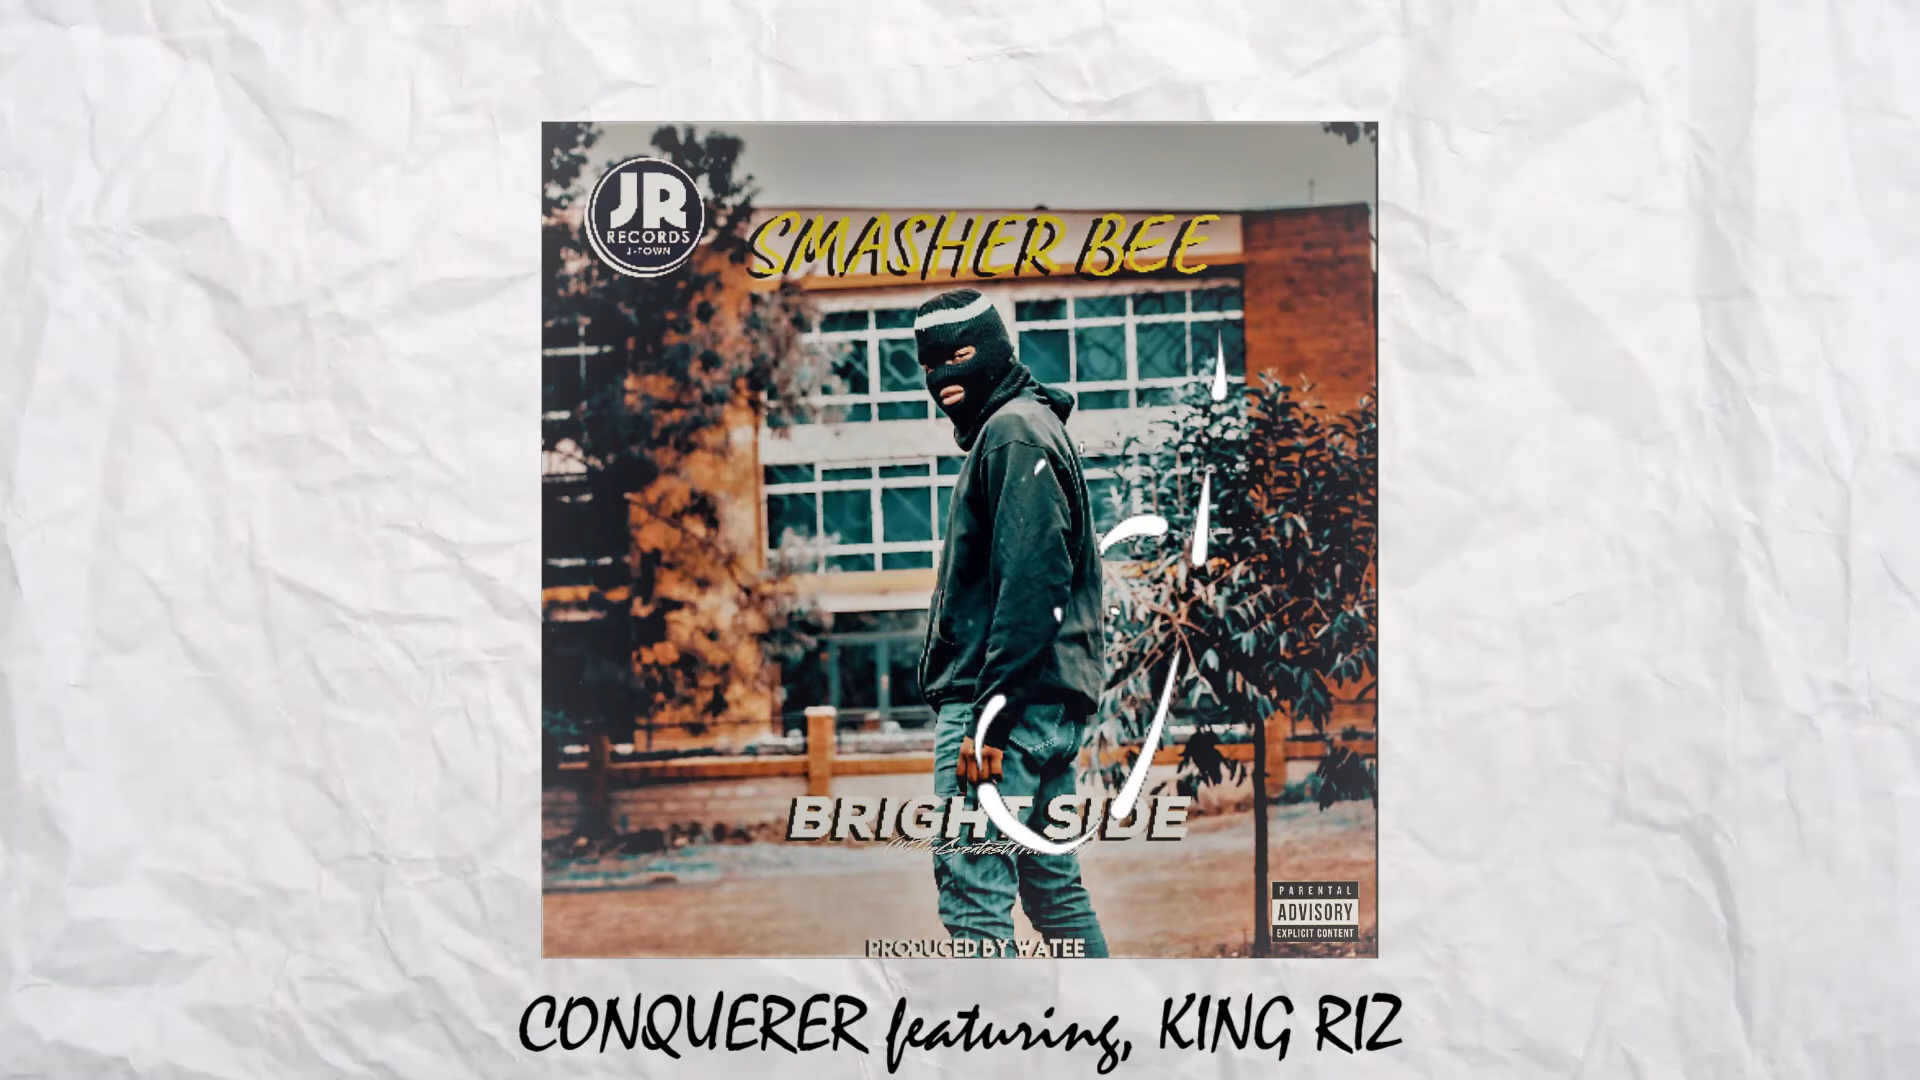 JR
RECORDS
J-TOWN
SMASHER BEE
BRIGHT SIDE
PRODUCED BY WATEE
PARENTAL
ADVISORY
EXPLICIT CONTENT
CONQUERER featuring, KING RIZ